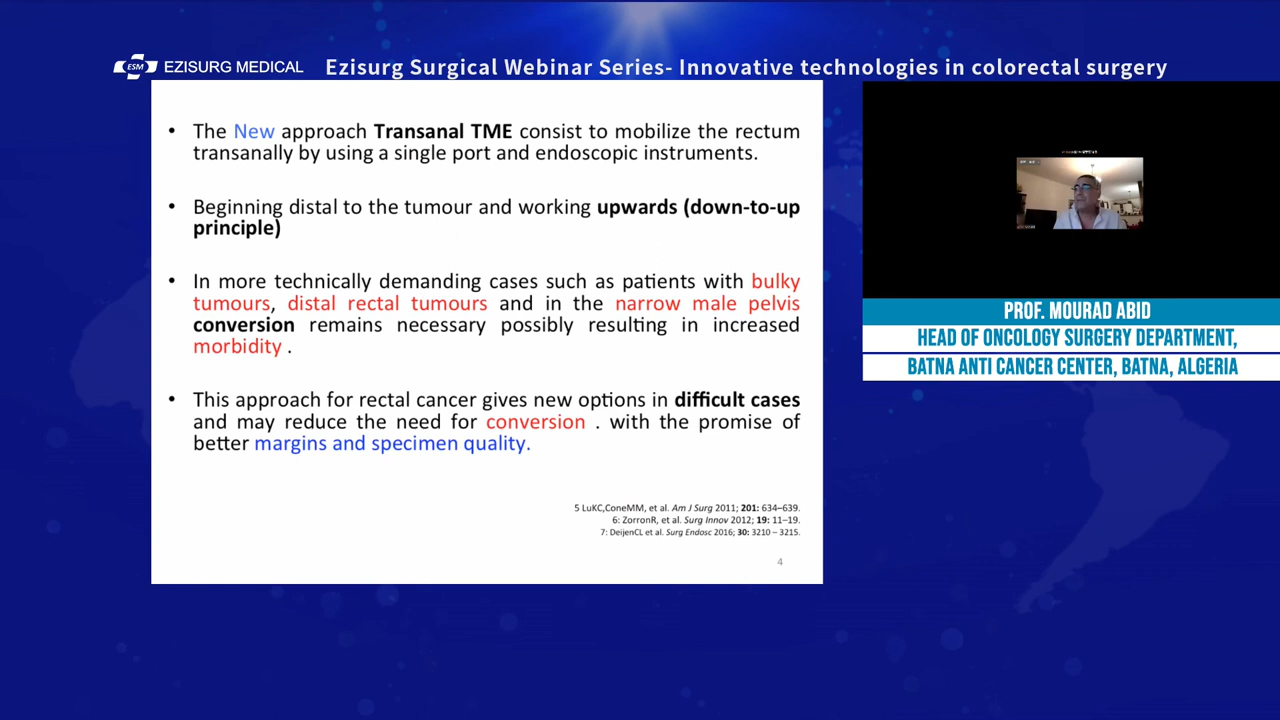 ESM EZISURG MEDICAL
Ezisurg Surgical Webinar Series- Innovative technologies in colorectal surgery
• The New approach Transanal TME consist to mobilize the rectum
transanally by using a single port and endoscopic instruments.
• Beginning distal to the tumour and working upwards (down-to-up
principle)
• In more technically demanding cases such as patients with bulky
tumours, distal rectal tumours and in the narrow male pelvis
conversion remains necessary possibly resulting in increased
morbidity .
• This approach for rectal cancer gives new options in difficult cases
and may reduce the need for conversion . with the promise of
better margins and specimen quality.
5 LuKC,ConeMM, et al. Am J Surg 2011; 201: 634–639.
6: ZorronR, et al. Surg Innov 2012; 19: 11–19.
7: DeijenCL et al. Surg Endosc 2016; 30: 3210 – 3215.
4
PROF. MOURAD ABID
HEAD OF ONCOLOGY SURGERY DEPARTMENT,
BATNA ANTI CANCER CENTER, BATNA, ALGERIA